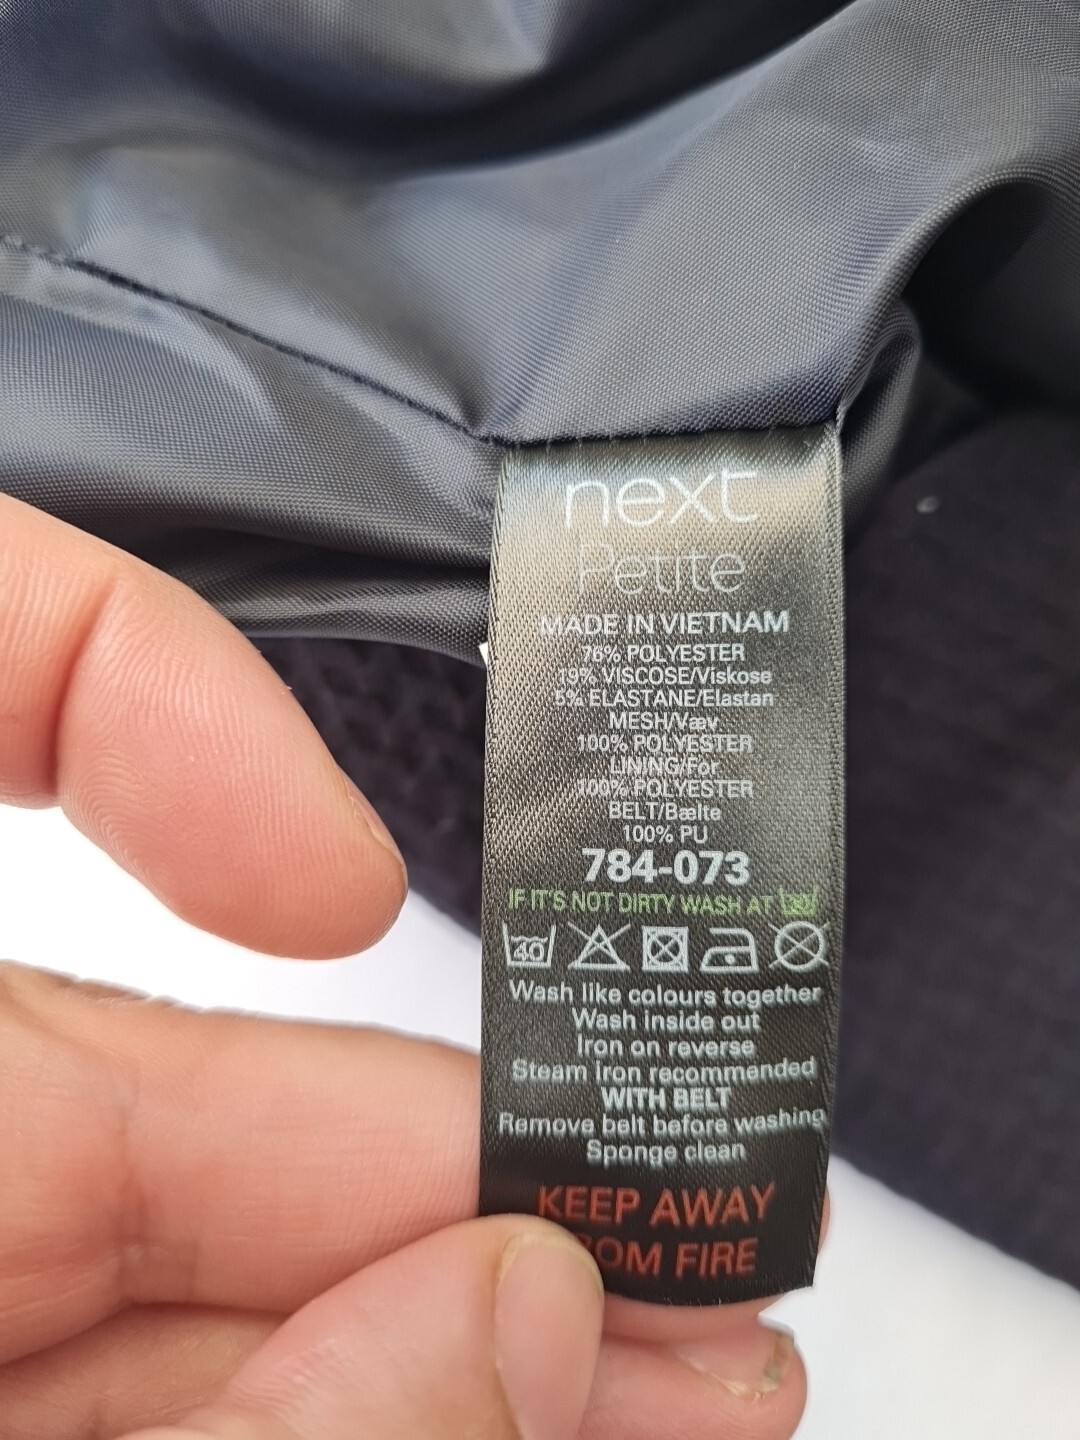 next
Petite
MADE IN VIETNAM
76% POLYESTER
19% VISCOSE/Viskose
5% ELASTANE/Elastan
MESH/Væv
100% POLYESTER
LINING/For
100% POLYESTER
BELT/Bælte
100% PU
784-073
IF IT'S NOT DIRTY WASH AT 30
40
Wash like colours together
Wash inside out
Iron on reverse
Steam iron recommended
WITH BELT
Remove belt before washing
Sponge clean
KEEP AWAY
FROM FIRE